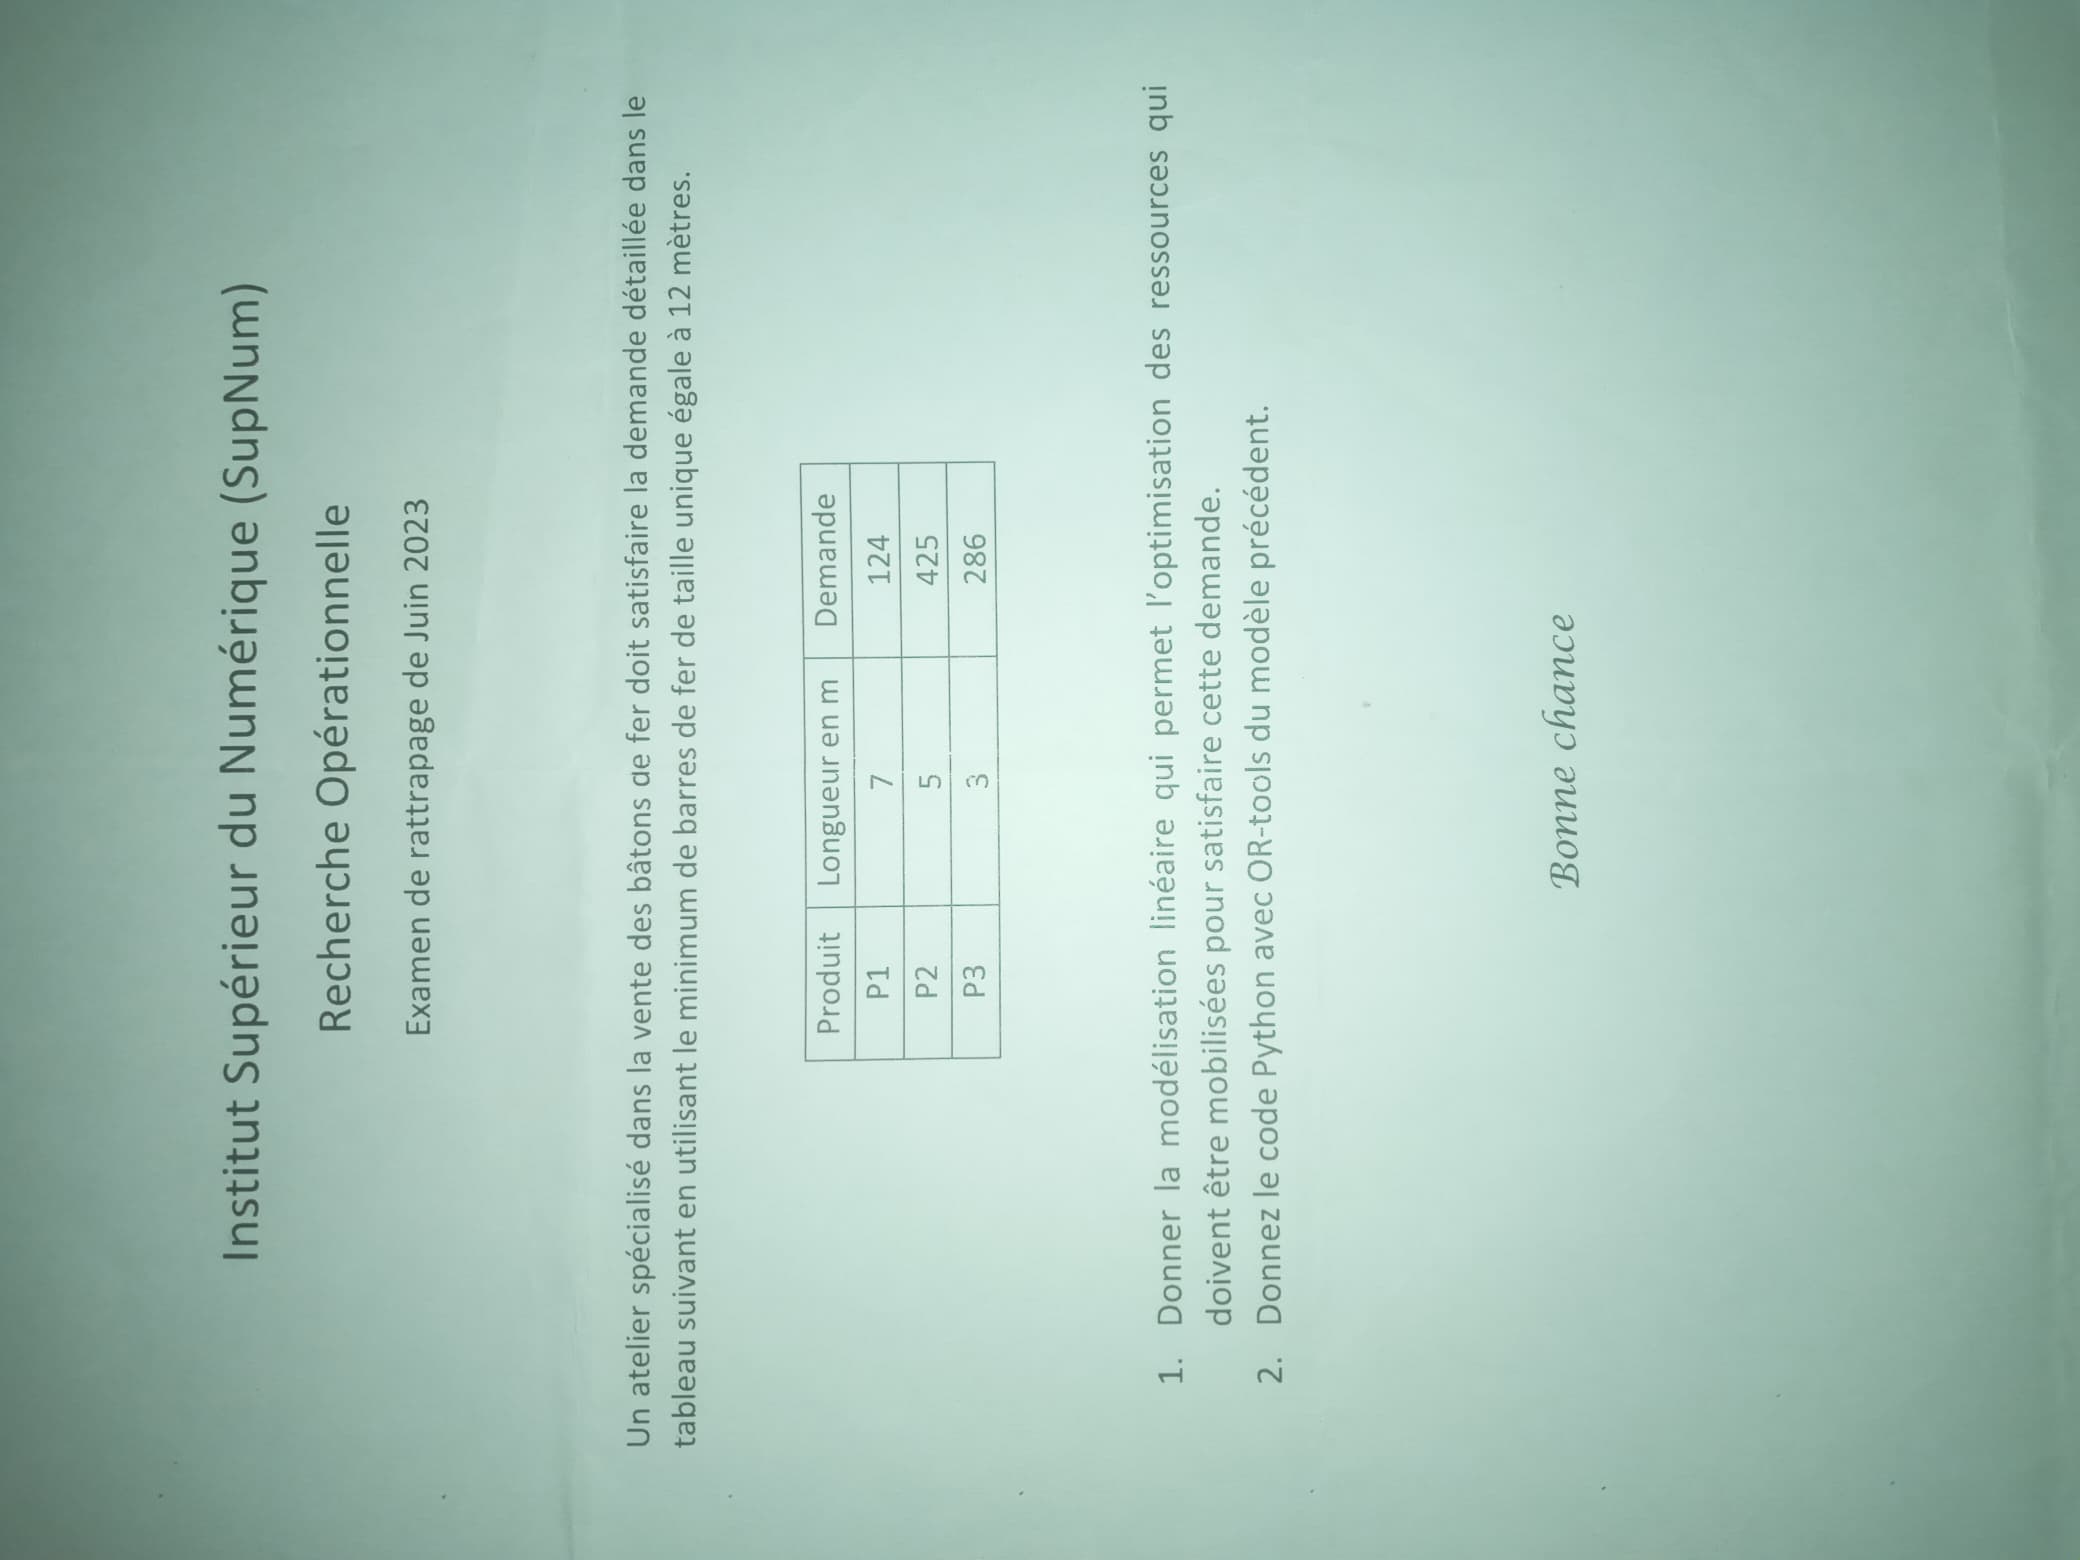 Institut Supérieur du Numérique (SupNum)
Recherche Opérationnelle
Examen de rattrapage de Juin 2023
Un atelier spécialisé dans la vente des bâtons de fer doit satisfaire la demande détaillée dans le
tableau suivant en utilisant le minimum de barres de fer de taille unique égale à 12 mètres.
Produit Longueur en m Demande
P1 7 124
P2 5 425
P3 3 286
1. Donner la modélisation linéaire qui permet l'optimisation des ressources qui
doivent être mobilisées pour satisfaire cette demande.
2. Donnez le code Python avec OR-tools du modèle précédent.
Bonne chance